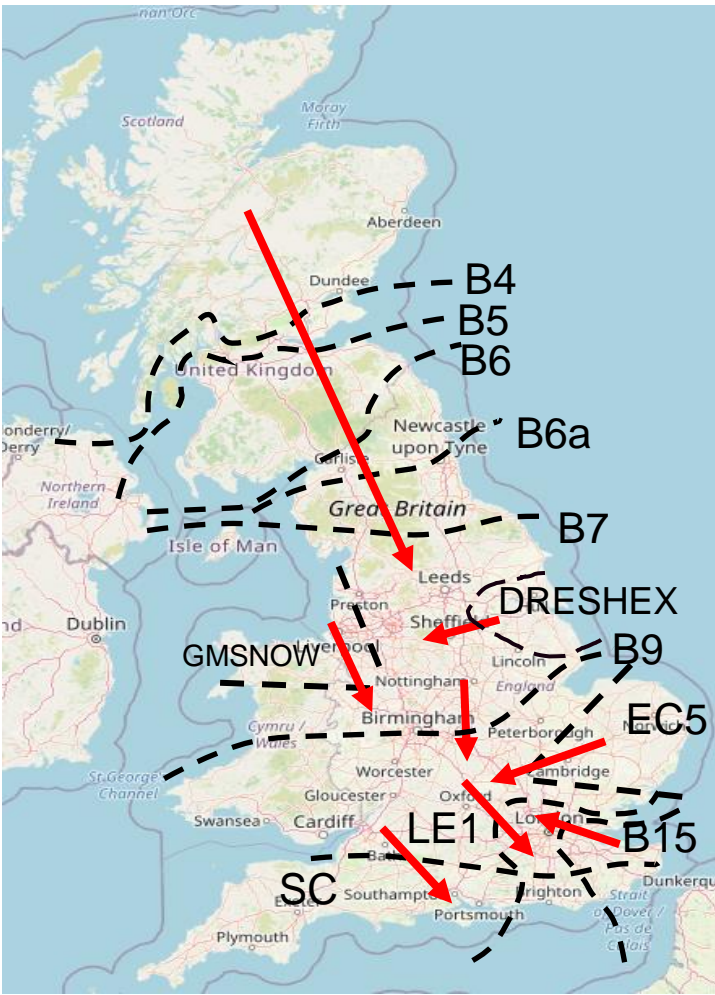 nan Orc
Scotland
Moray
Firth
Aberdeen
Dundee
B4
B5
United Kingdom
B6
onderry/
Derry
Newcastle
upon Tyne
B6a
Carlisle
Northern
Ireland
Great Britain
B7
Isle of Man
Leeds
Preston
DRESHEX
Dublin
nd
Sheffield
Liverpool
GMSNOW
Lincoln
B9
Nottingham
England
Birmingham
Cymru /
Wales
Peterborough
Norwich
EC5
St George's
Channel
Worcester
Cambridge
Gloucester
Oxford
Swansea
Cardiff
LE1
London
B15
Bath
SC
Exeter
Southampton
Brighton
Portsmouth
Strait
of Dover /
Pas de
Calais
Dunkerqu
Plymouth